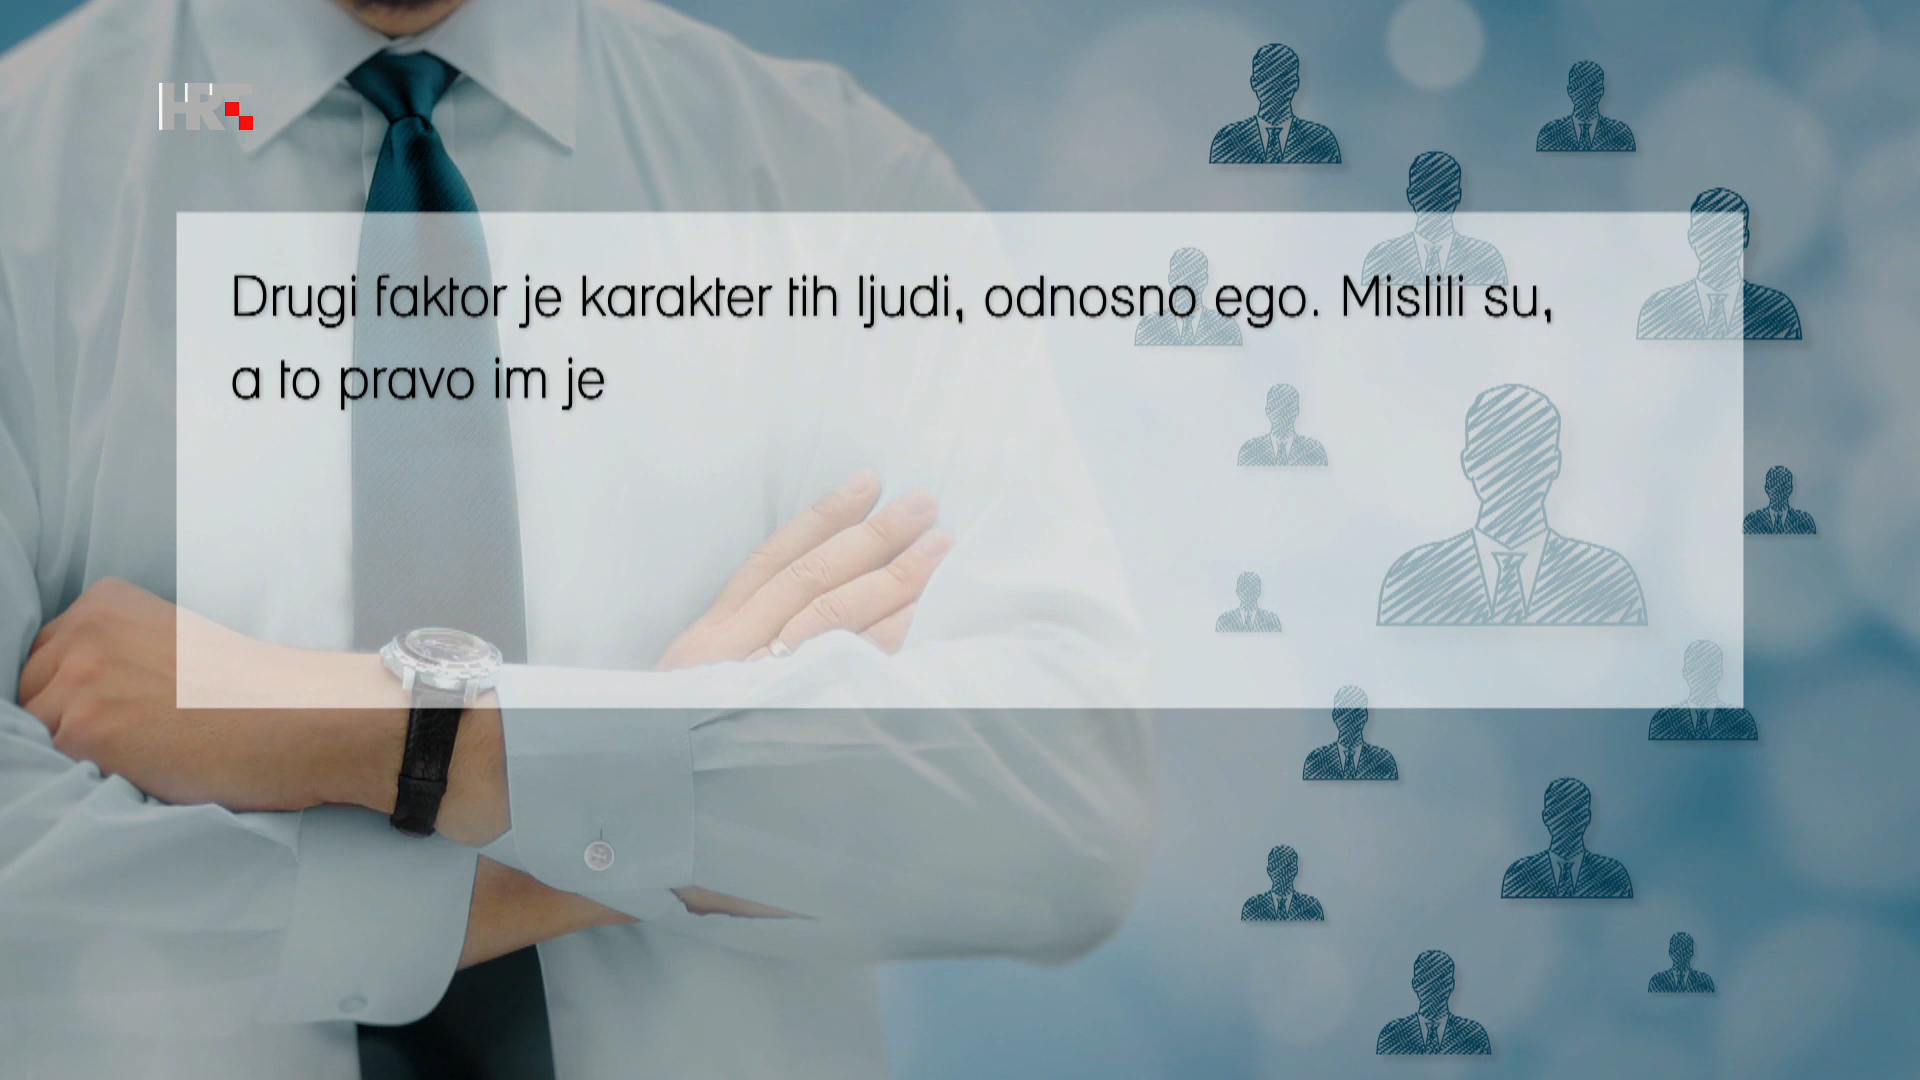 HRT
Drugi faktor je karakter tih ljudi, odnosno ego. Mislili su,
a to pravo im je